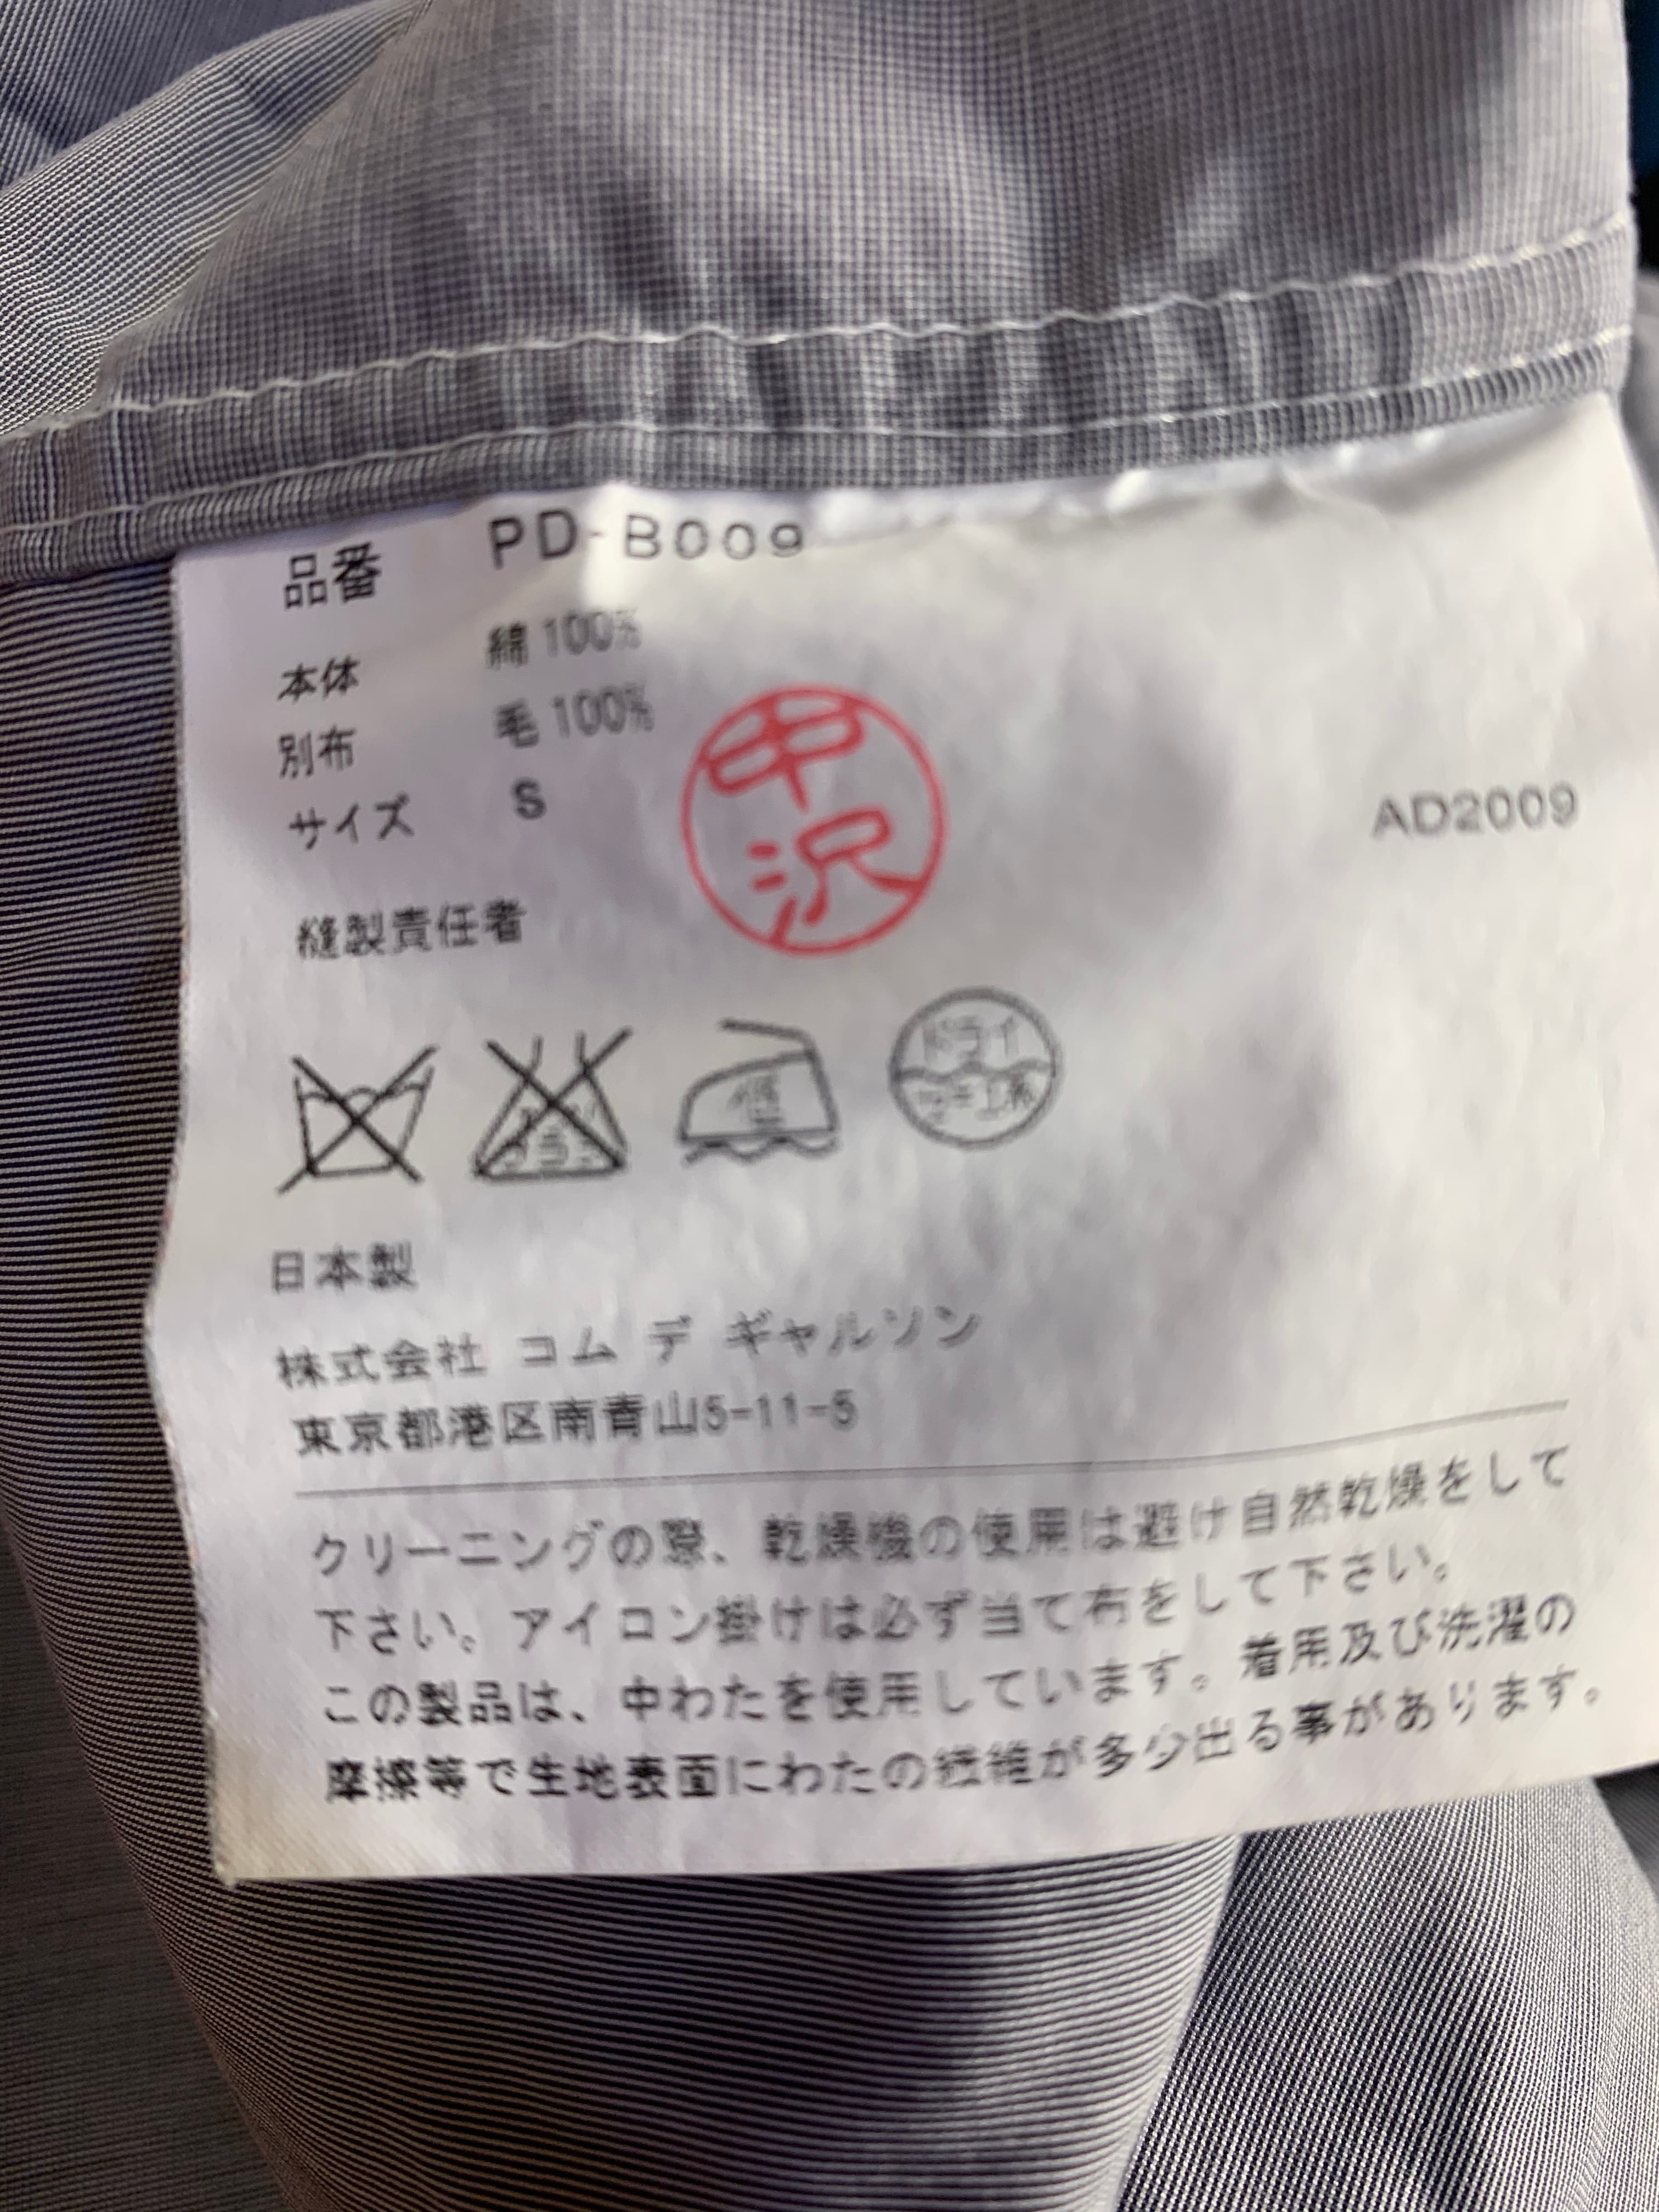 品番 PD-B009
本体 綿 100%
別布 毛 100%
サイズ S
中沢
AD2009
縫製責任者
低
ドライ
日本製
株式会社 コム デ ギャルソン
東京都港区南青山5-11-5
クリーニングの際、乾燥機の使用は避け自然乾燥をして
下さい。アイロン掛けは必ず当て布をして下さい。
この製品は、中わたを使用しています。着用及び洗濯の
摩擦等で生地表面にわたの繊維が多少出る事があります。